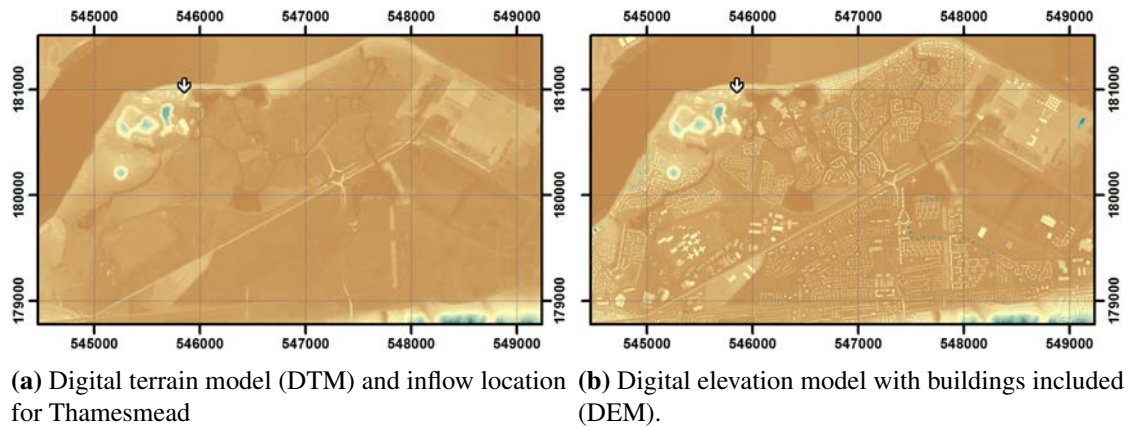 545000 546000 547000 548000 549000
181000
180000
179000
181000
180000
179000
545000 546000 547000 548000 549000
545000 546000 547000 548000 549000
181000
180000
179000
181000
180000
179000
545000 546000 547000 548000 549000
(a) Digital terrain model (DTM) and inflow location
for Thamesmead
(b) Digital elevation model with buildings included
(DEM).